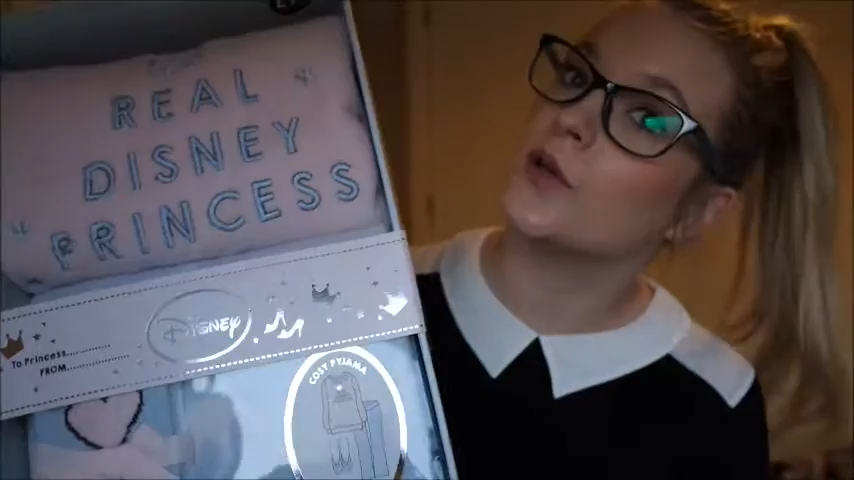 REAL
DISNEY
PRINCESS
Disney
To Princess
FROM
COSY PYJAMA